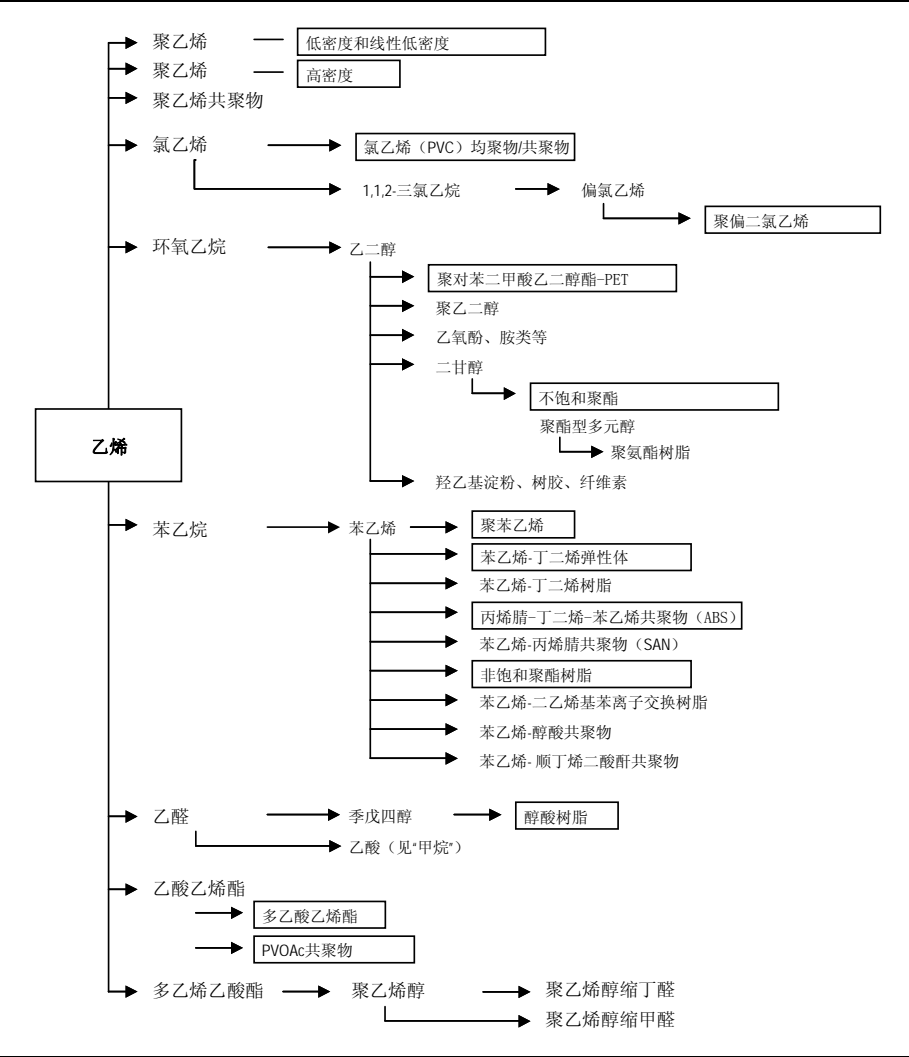 聚乙烯 低密度和线性低密度
聚乙烯 高密度
聚乙烯共聚物
氯乙烯 氯乙烯（PVC）均聚物/共聚物
1,1,2-三氯乙烷 偏氯乙烯
聚偏二氯乙烯
环氧乙烷 乙二醇
聚对苯二甲酸乙二醇酯-PET
聚乙二醇
乙氧酚、胺类等
二甘醇
不饱和聚酯
聚酯型多元醇
聚氨酯树脂
乙烯
羟乙基淀粉、树胶、纤维素
苯乙烷 苯乙烯 聚苯乙烯
苯乙烯-丁二烯弹性体
苯乙烯-丁二烯树脂
丙烯腈-丁二烯-苯乙烯共聚物（ABS）
苯乙烯-丙烯腈共聚物（SAN）
非饱和聚酯树脂
苯乙烯-二乙烯基苯离子交换树脂
苯乙烯-醇酸共聚物
苯乙烯- 顺丁烯二酸酐共聚物
乙醛 季戊四醇 醇酸树脂
乙酸（见“甲烷”）
乙酸乙烯酯
多乙酸乙烯酯
PVOAc共聚物
多乙烯乙酸酯 聚乙烯醇 聚乙烯醇缩丁醛
聚乙烯醇缩甲醛